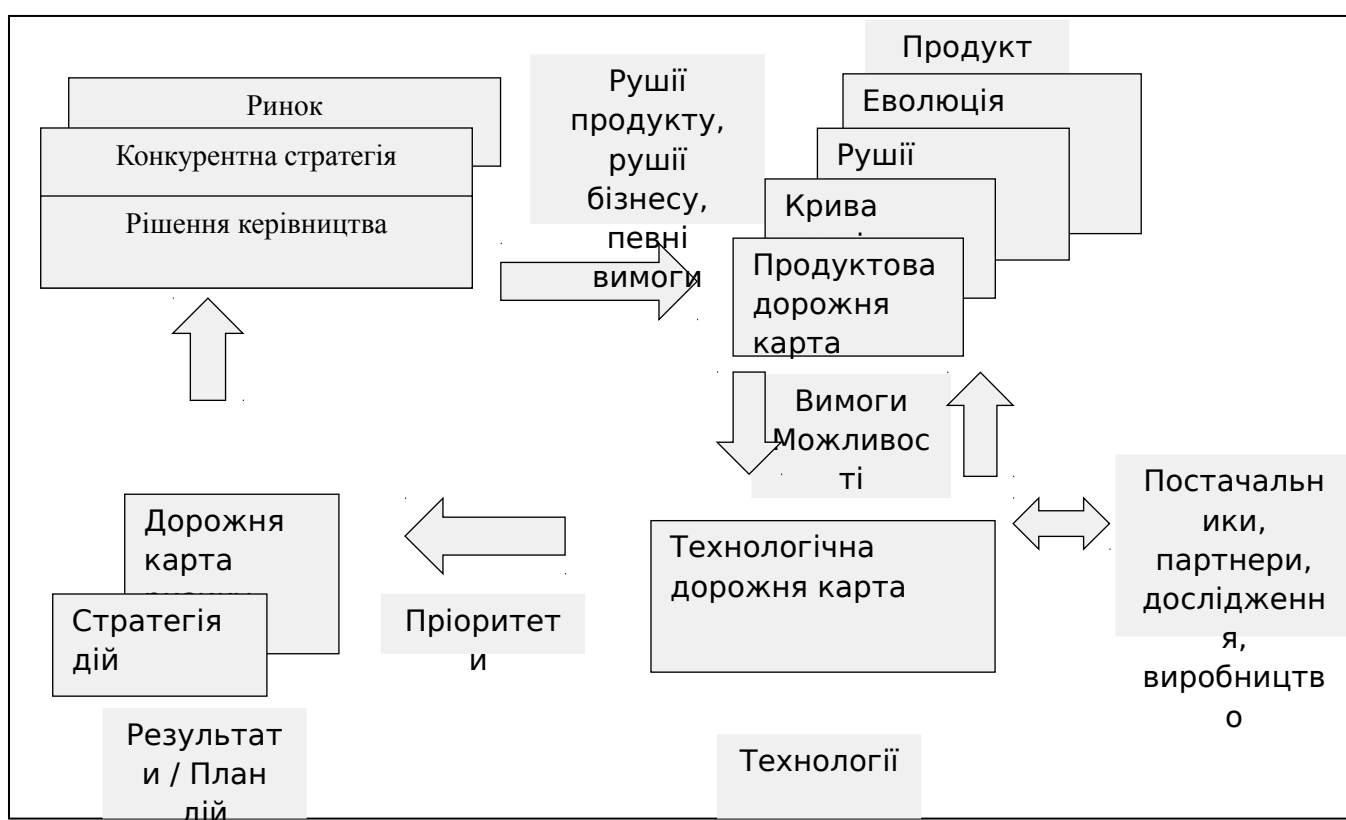 Продукт
Ринок
Конкурентна стратегія
Рішення керівництва
Рушії
продукту,
рушії
бізнесу,
певні
вимоги
Еволюція
Рушії
Крива
Продуктова
дорожня
карта
Вимоги
Можливос
ті
Постачальн
ики,
партнери,
дослідженн
я,
виробництв
о
Дорожня
карта
Стратегія
дій
Пріоритет
и
Технологічна
дорожня карта
Результат
и / План
дій
Технології